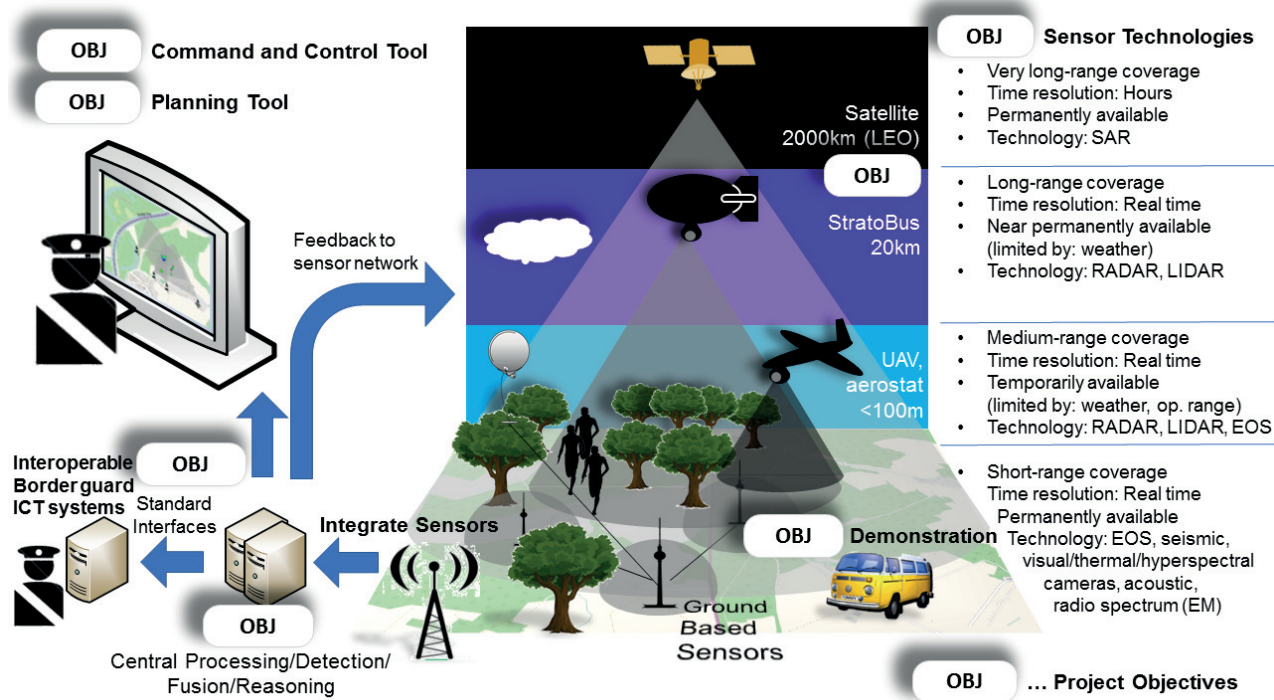 OBJ Command and Control Tool
OBJ Planning Tool
Feedback to
sensor network
OBJ
Interoperable
Border guard
ICT systems
Standard
Interfaces
Integrate Sensors
OBJ
Central Processing/Detection/
Fusion/Reasoning
Satellite
2000km (LEO)
OBJ
StratoBus
20km
UAV,
aerostat
<100m
OBJ Demonstration
Ground
Based
Sensors
OBJ Sensor Technologies
• Very long-range coverage
• Time resolution: Hours
• Permanently available
• Technology: SAR
• Long-range coverage
• Time resolution: Real time
• Near permanently available
(limited by: weather)
• Technology: RADAR, LIDAR
• Medium-range coverage
• Time resolution: Real time
• Temporarily available
(limited by: weather, op. range)
• Technology: RADAR, LIDAR, EOS
• Short-range coverage
Time resolution: Real time
Permanently available
Technology: EOS, seismic,
visual/thermal/hyperspectral
cameras, acoustic,
radio spectrum (EM)
OBJ ... Project Objectives